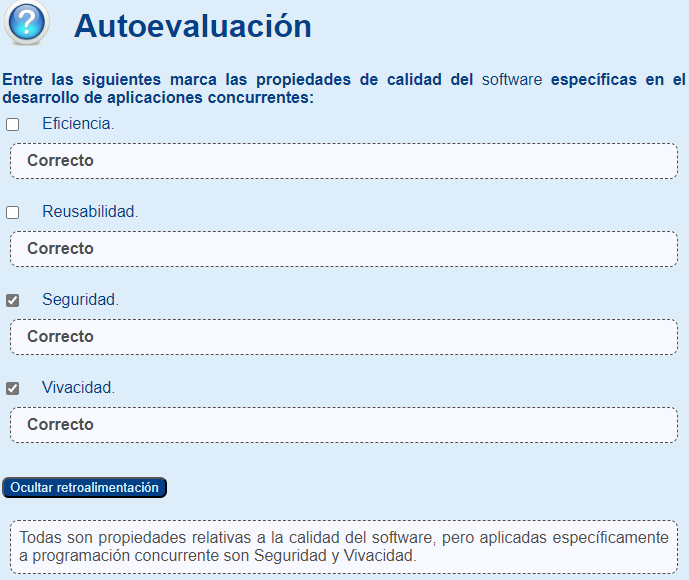 Autoevaluación
Entre las siguientes marca las propiedades de calidad del software específicas en el
desarrollo de aplicaciones concurrentes:
Eficiencia.
Correcto
Reusabilidad.
Correcto
Seguridad.
Correcto
Vivacidad.
Correcto
Ocultar retroalimentación
Todas son propiedades relativas a la calidad del software, pero aplicadas específicamente
a programación concurrente son Seguridad y Vivacidad.